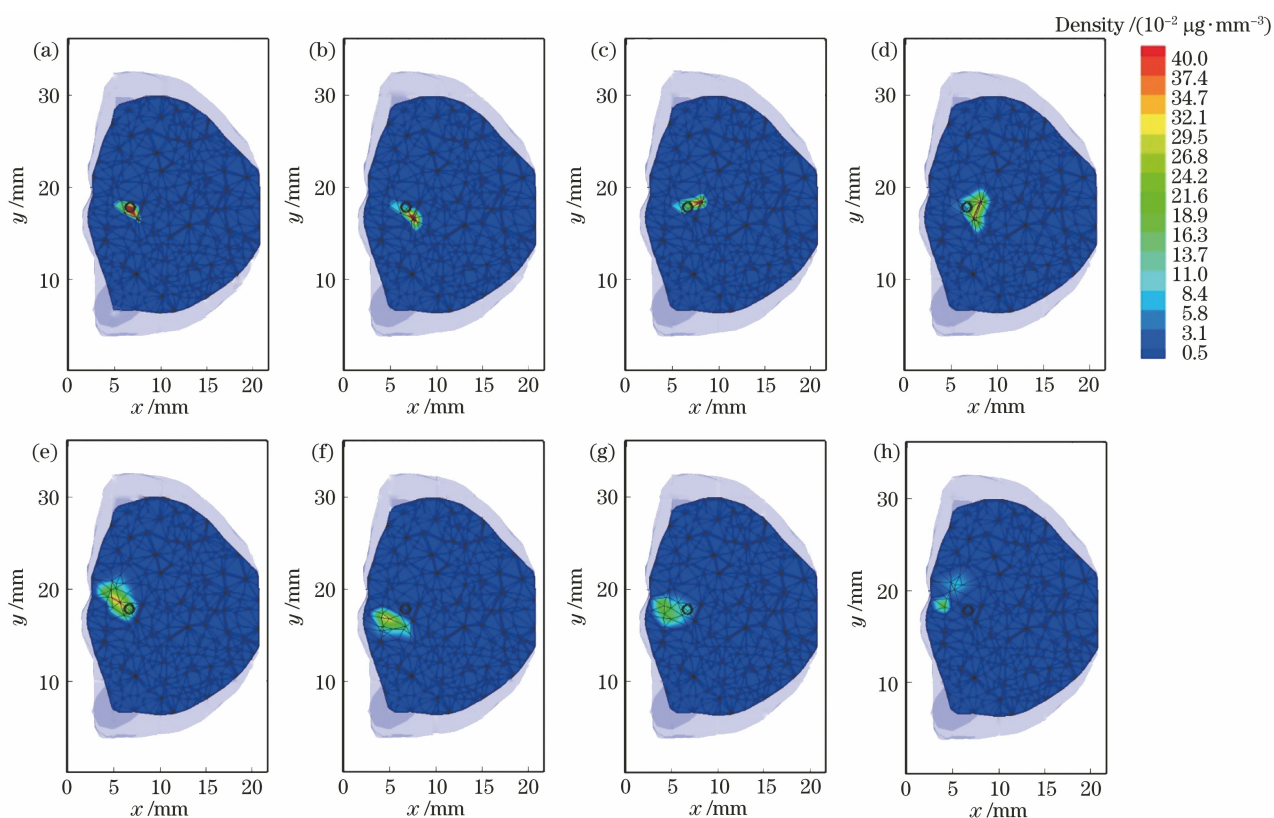 Density /(10⁻² μg·mm⁻³)
(a)
(b)
(c)
(d)
40.0
37.4
34.7
32.1
29.5
26.8
24.2
21.6
18.9
16.3
13.7
11.0
8.4
5.8
3.1
0.5
30
20
10
y /mm
0 5 10 15 20
x /mm
30
20
10
y /mm
0 5 10 15 20
x /mm
30
20
10
y /mm
0 5 10 15 20
x /mm
30
20
10
y /mm
0 5 10 15 20
x /mm
(e)
(f)
(g)
(h)
30
20
10
y /mm
0 5 10 15 20
x /mm
30
20
10
y /mm
0 5 10 15 20
x /mm
30
20
10
y /mm
0 5 10 15 20
x /mm
30
20
10
y /mm
0 5 10 15 20
x /mm